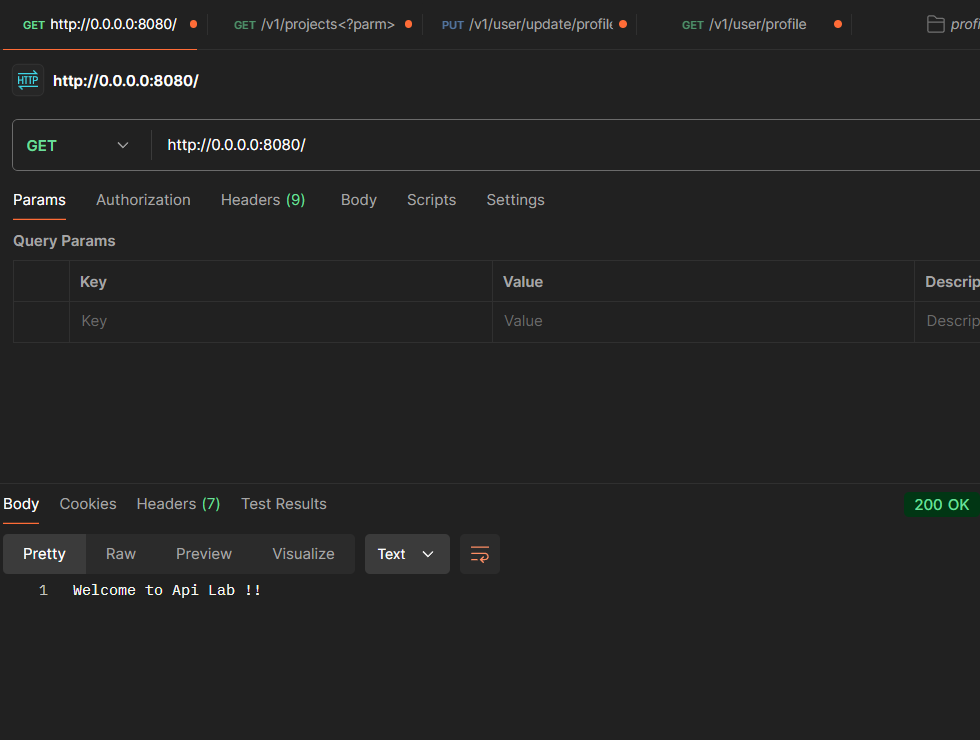 GET http://0.0.0.0:8080/ GET /v1/projects<?parm> PUT /v1/user/update/profile GET /v1/user/profile profi
HTTP http://0.0.0.0:8080/
GET http://0.0.0.0:8080/
Params Authorization Headers (9) Body Scripts Settings
Query Params
Key Value Descrip
Key Value Descrip
Body Cookies Headers (7) Test Results 200 OK
Pretty Raw Preview Visualize Text
1 Welcome to Api Lab !!